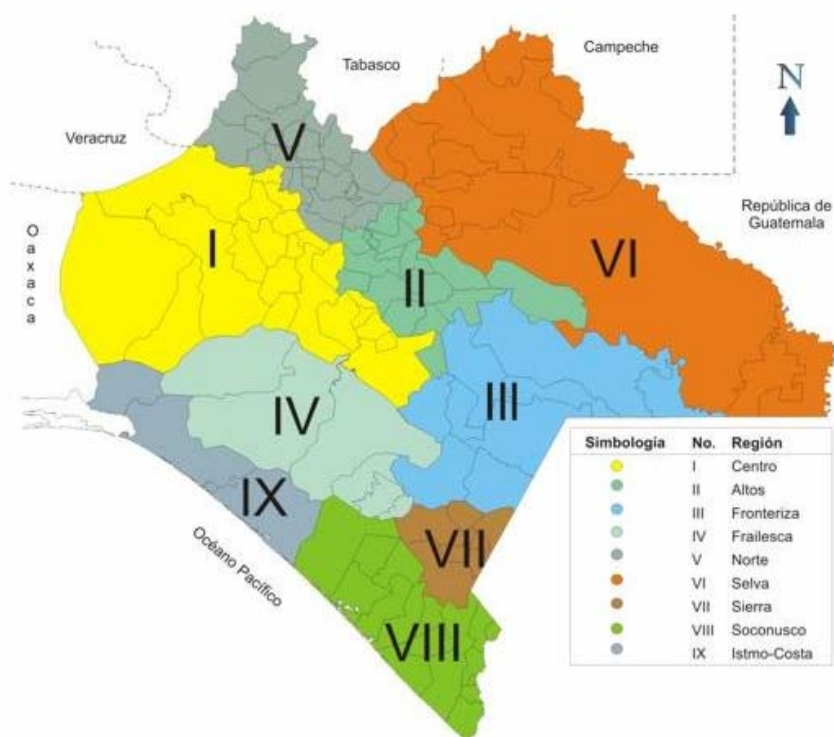 Campeche
Tabasco
N
Veracruz
V
República de
Guatemala
Oaxaca
I
VI
II
III
IV
IX
VII
Océano Pacífico
VIII
Simbología No. Región
I Centro
II Altos
III Fronteriza
IV Frailesca
V Norte
VI Selva
VII Sierra
VIII Soconusco
IX Istmo-Costa